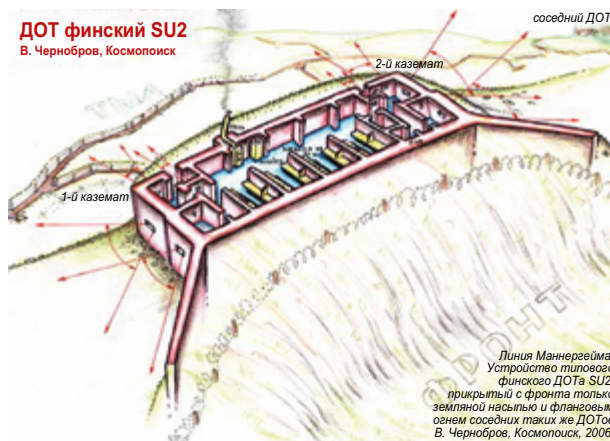 ДОТ финский SU2
В. Чернобров, Космопоиск
соседний ДОТ
2-й каземат
ТЫЛ
1-й каземат
ФРОНТ
Линия Маннергейма.
Устройство типового
финского ДОТа SU2,
прикрытый с фронта только
земляной насыпью и фланговым
огнем соседних таких же ДОТов
В. Чернобров, Космопоиск, 2006